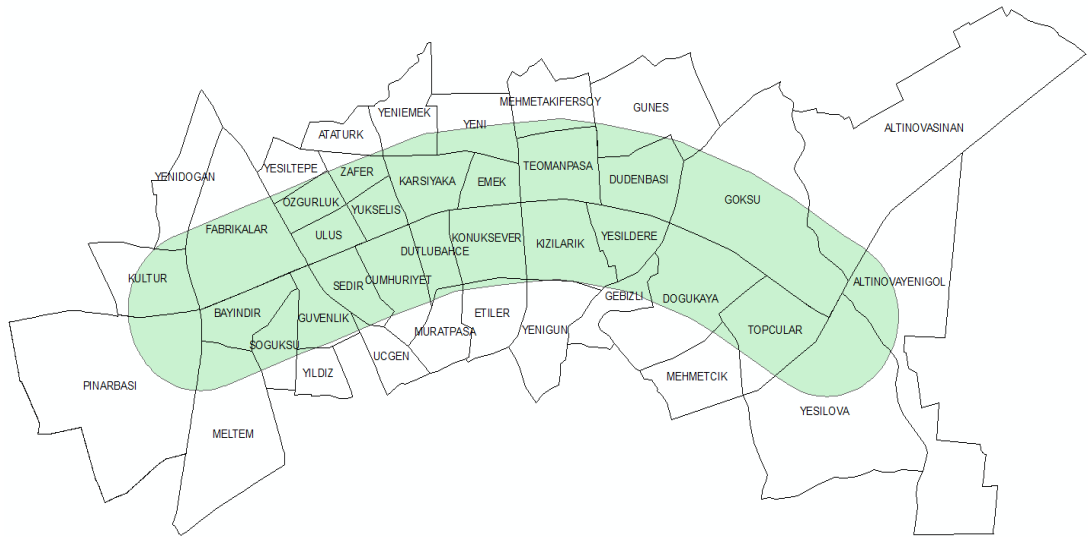 MEHMETAKIFERSOY
GUNES
YENIEMEK
YENI
ATATURK
ALTINOVASINAN
YESILTEPE
ZAFER
TEOMANPASA
YENIDOGAN
KARSIYAKA
EMEK
DUDENBASI
OZGURLUK
YUKSELIS
GOKSU
FABRIKALAR
ULUS
KONUKSEVER
KIZILARIK
YESILDERE
DUTLUBAHCE
KULTUR
SEDIR
CUMHURIYET
ALTINOVAYENIGOL
GEBIZLI
DOGUKAYA
BAYINDIR
GUVENLIK
ETILER
MURATPASA
YENIGUN
TOPCULAR
SOGUKSU
UCGEN
YILDIZ
MEHMETCIK
PINARBASI
YESILOVA
MELTEM